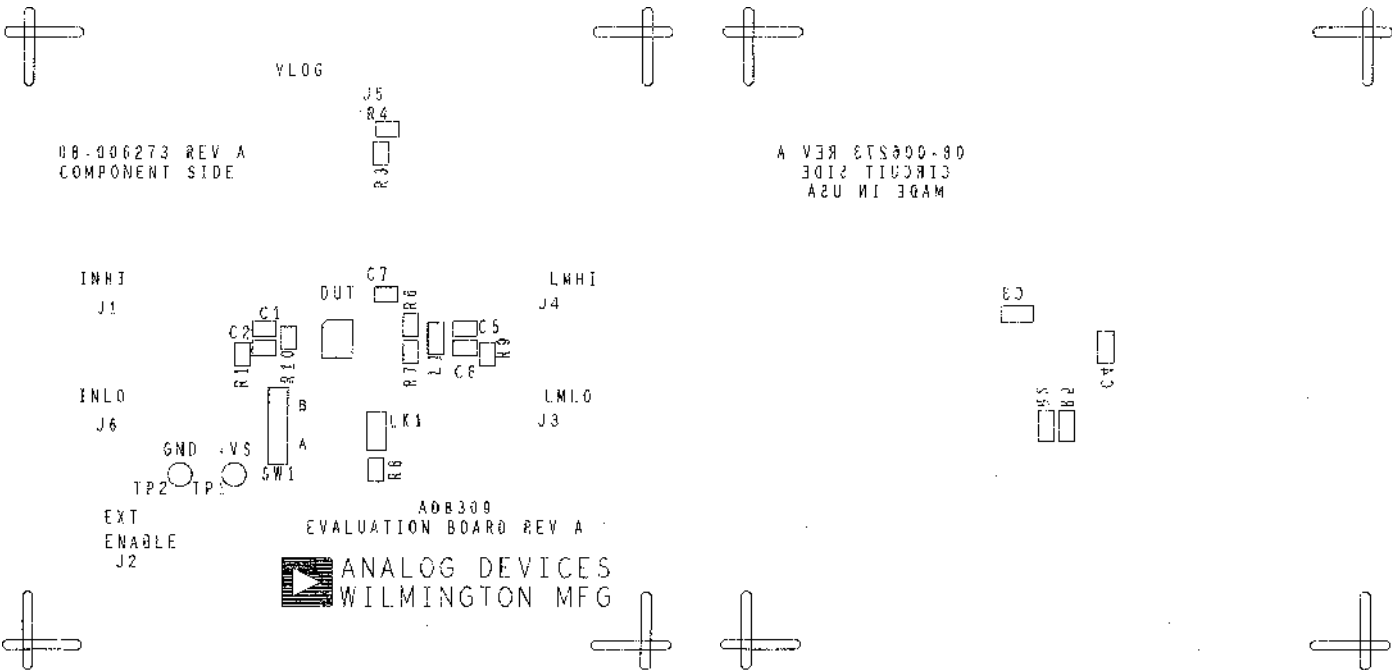 VLOG
J5
R4
R3
08-006273 REV A
COMPONENT SIDE
INHI
J1
C7
DUT
R6
LMHI
J4
C1
C2
C5
R9
R1
R10
R7
L1
C6
INLO
J6
B
A
LK1
LMLO
J3
GND
+VS
SW1
R8
TP2
TP1
EXT
ENABLE
J2
AD8309
EVALUATION BOARD REV A
ANALOG DEVICES
WILMINGTON MFG
08-006273 REV A
CIRCUIT SIDE
MADE IN USA
C3
C4